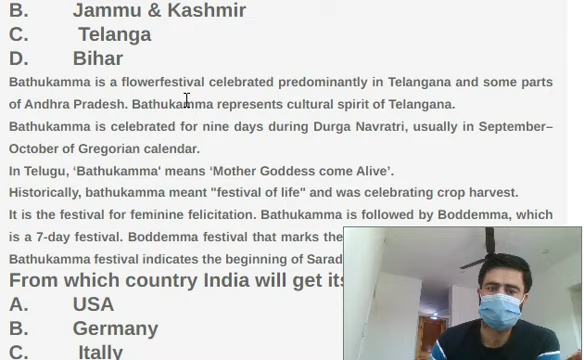 B. Jammu & Kashmir
C. Telanga
D. Bihar
Bathukamma is a flowerfestival celebrated predominantly in Telangana and some parts
of Andhra Pradesh. Bathukamma represents cultural spirit of Telangana.
Bathukamma is celebrated for nine days during Durga Navratri, usually in September–
October of Gregorian calendar.
In Telugu, ‘Bathukamma' means ‘Mother Goddess come Alive’.
Historically, bathukamma meant "festival of life" and was celebrating crop harvest.
It is the festival for feminine felicitation. Bathukamma is followed by Boddemma, which
is a 7-day festival. Boddemma festival that marks the
Bathukamma festival indicates the beginning of Sarad
From which country India will get its
A. USA
B. Germany
C. Itally